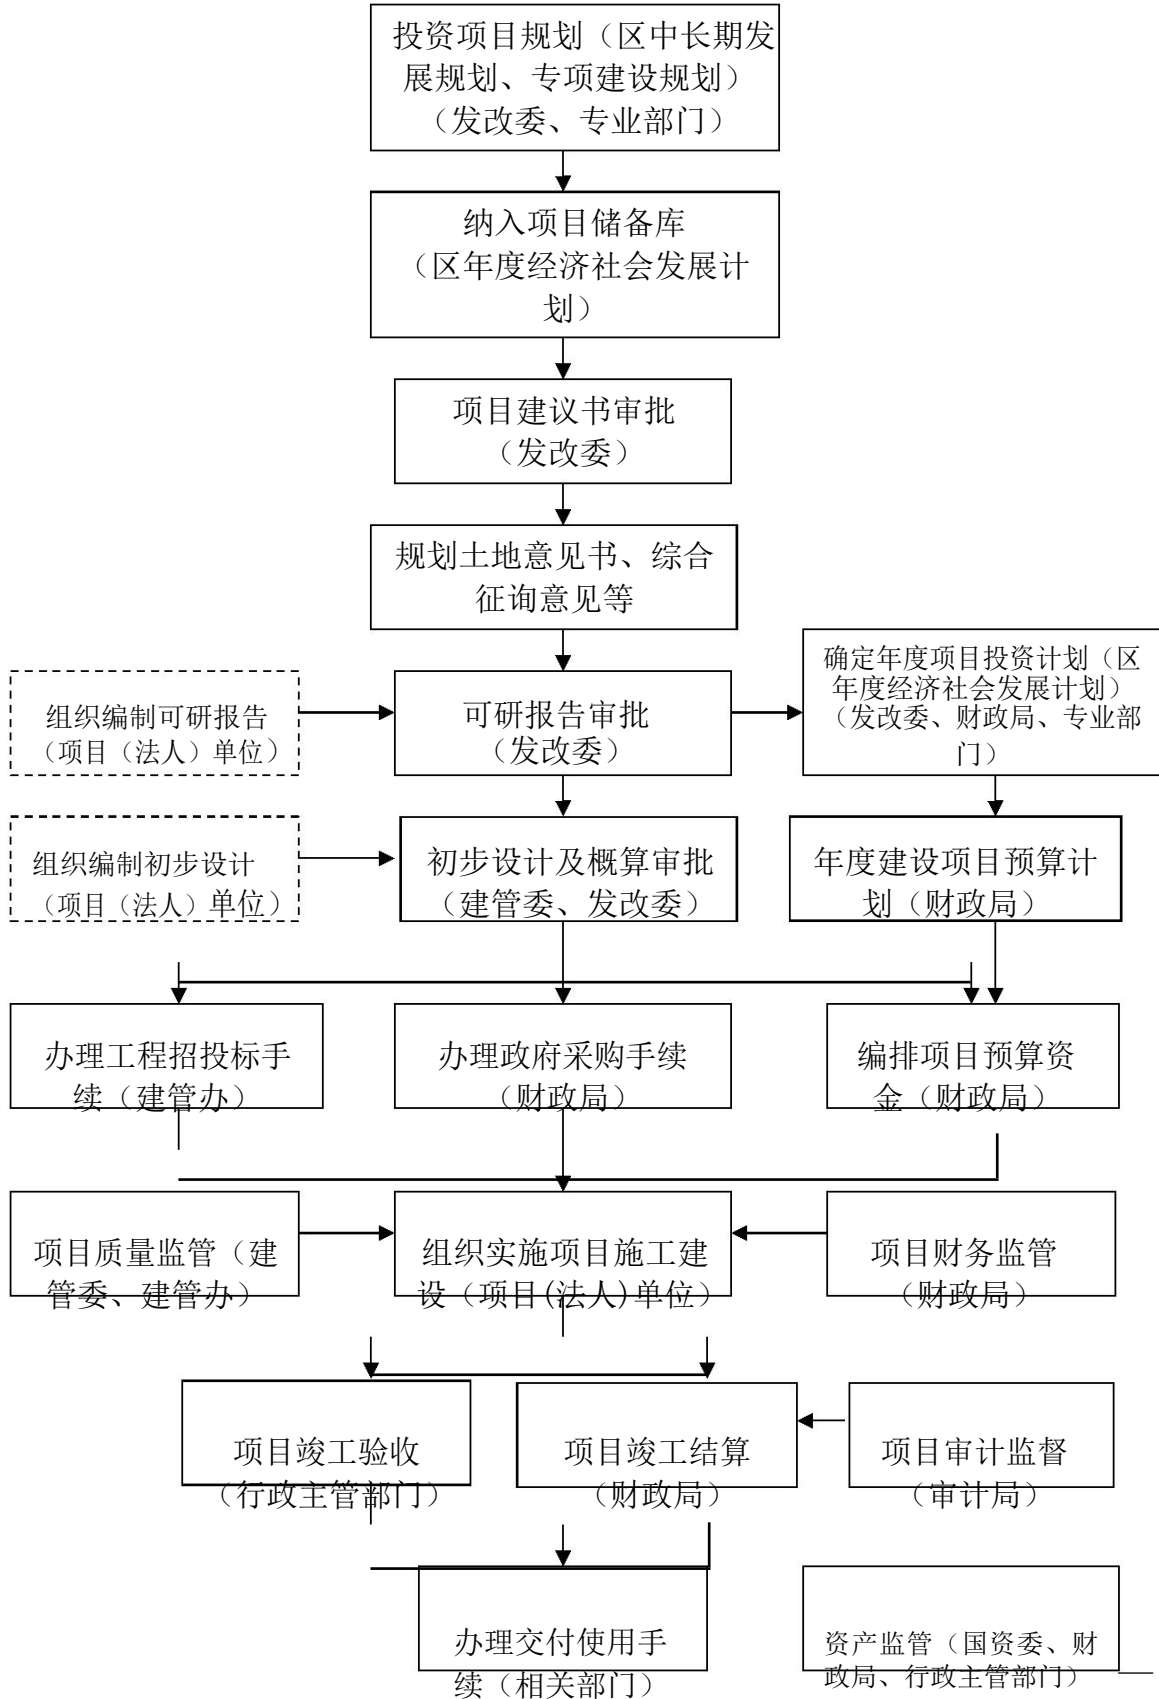 投资项目规划（区中长期发
展规划、专项建设规划）
（发改委、专业部门）
纳入项目储备库
（区年度经济社会发展计
划）
项目建议书审批
（发改委）
规划土地意见书、综合
征询意见等
组织编制可研报告
（项目（法人）单位）
可研报告审批
（发改委）
确定年度项目投资计划（区
年度经济社会发展计划）
（发改委、财政局、专业部
门）
组织编制初步设计
（项目（法人）单位）
初步设计及概算审批
（建管委、发改委）
年度建设项目预算计
划（财政局）
办理工程招投标手
续（建管办）
办理政府采购手续
（财政局）
编排项目预算资
金（财政局）
项目质量监管（建
管委、建管办）
组织实施项目施工建
设（项目(法人)单位）
项目财务监管
（财政局）
项目竣工验收
（行政主管部门）
项目竣工结算
（财政局）
项目审计监督
（审计局）
办理交付使用手
续（相关部门）
资产监管（国资委、财
政局、行政主管部门）